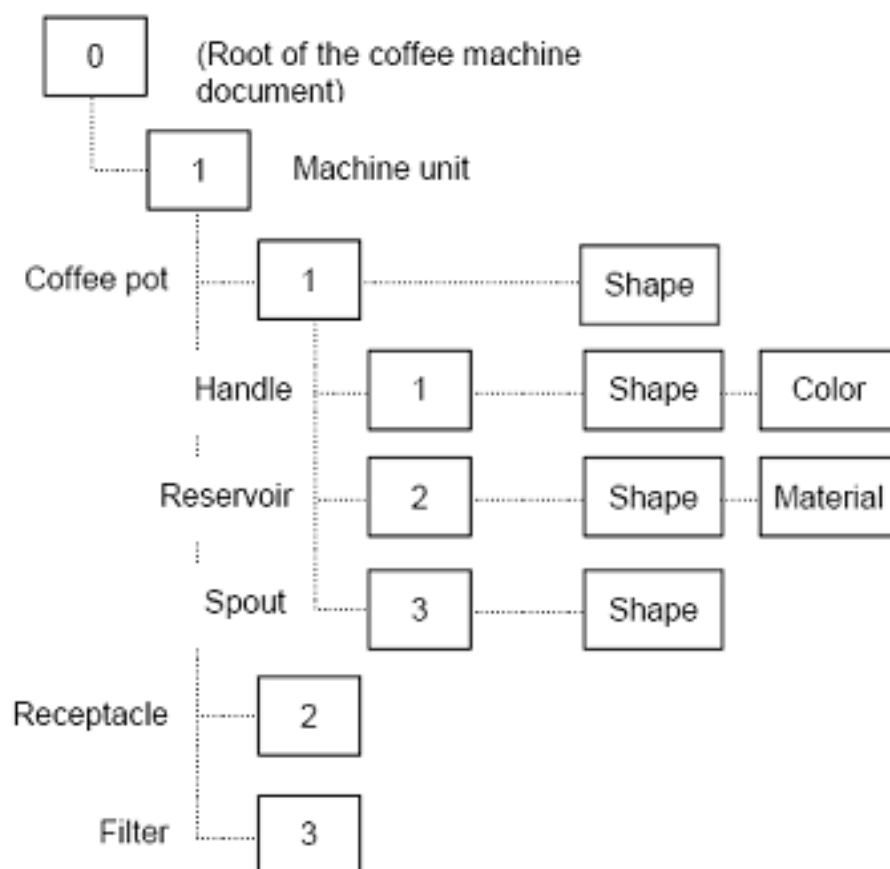 0 (Root of the coffee machine
document)
1 Machine unit
Coffee pot 1 Shape
Handle 1 Shape Color
Reservoir 2 Shape Material
Spout 3 Shape
Receptacle 2
Filter 3